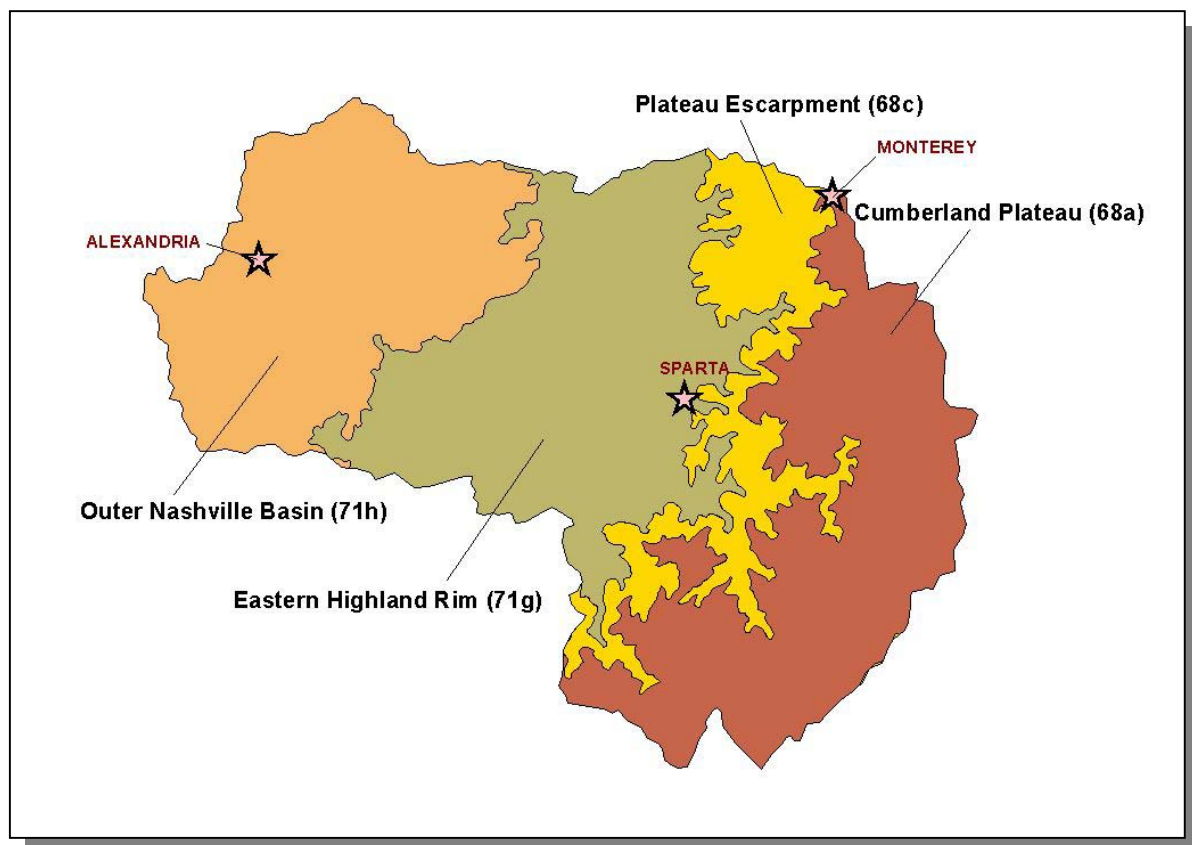 Plateau Escarpment (68c)
MONTEREY
Cumberland Plateau (68a)
ALEXANDRIA
SPARTA
Outer Nashville Basin (71h)
Eastern Highland Rim (71g)